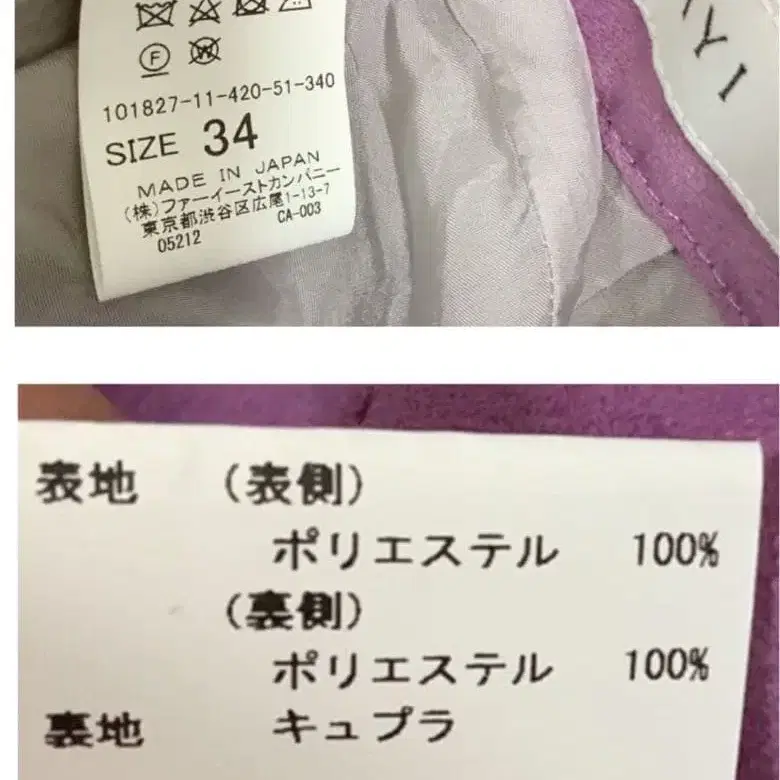 F
W
101827-11-420-51-340
SIZE 34
MADE IN JAPAN
(株)ファーイーストカンパニー
東京都渋谷区広尾1-13-7
05212 CA-003
表地 (表側)
ポリエステル 100%
(裏側)
ポリエステル 100%
裏地 キュプラ